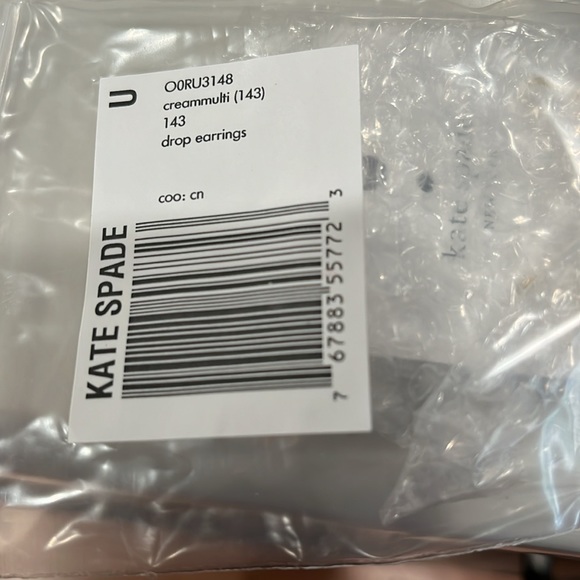 U
O0RU3148
creammulti (143)
143
drop earrings
coo: cn
KATE SPADE
7 67883 55772 3
kate spade